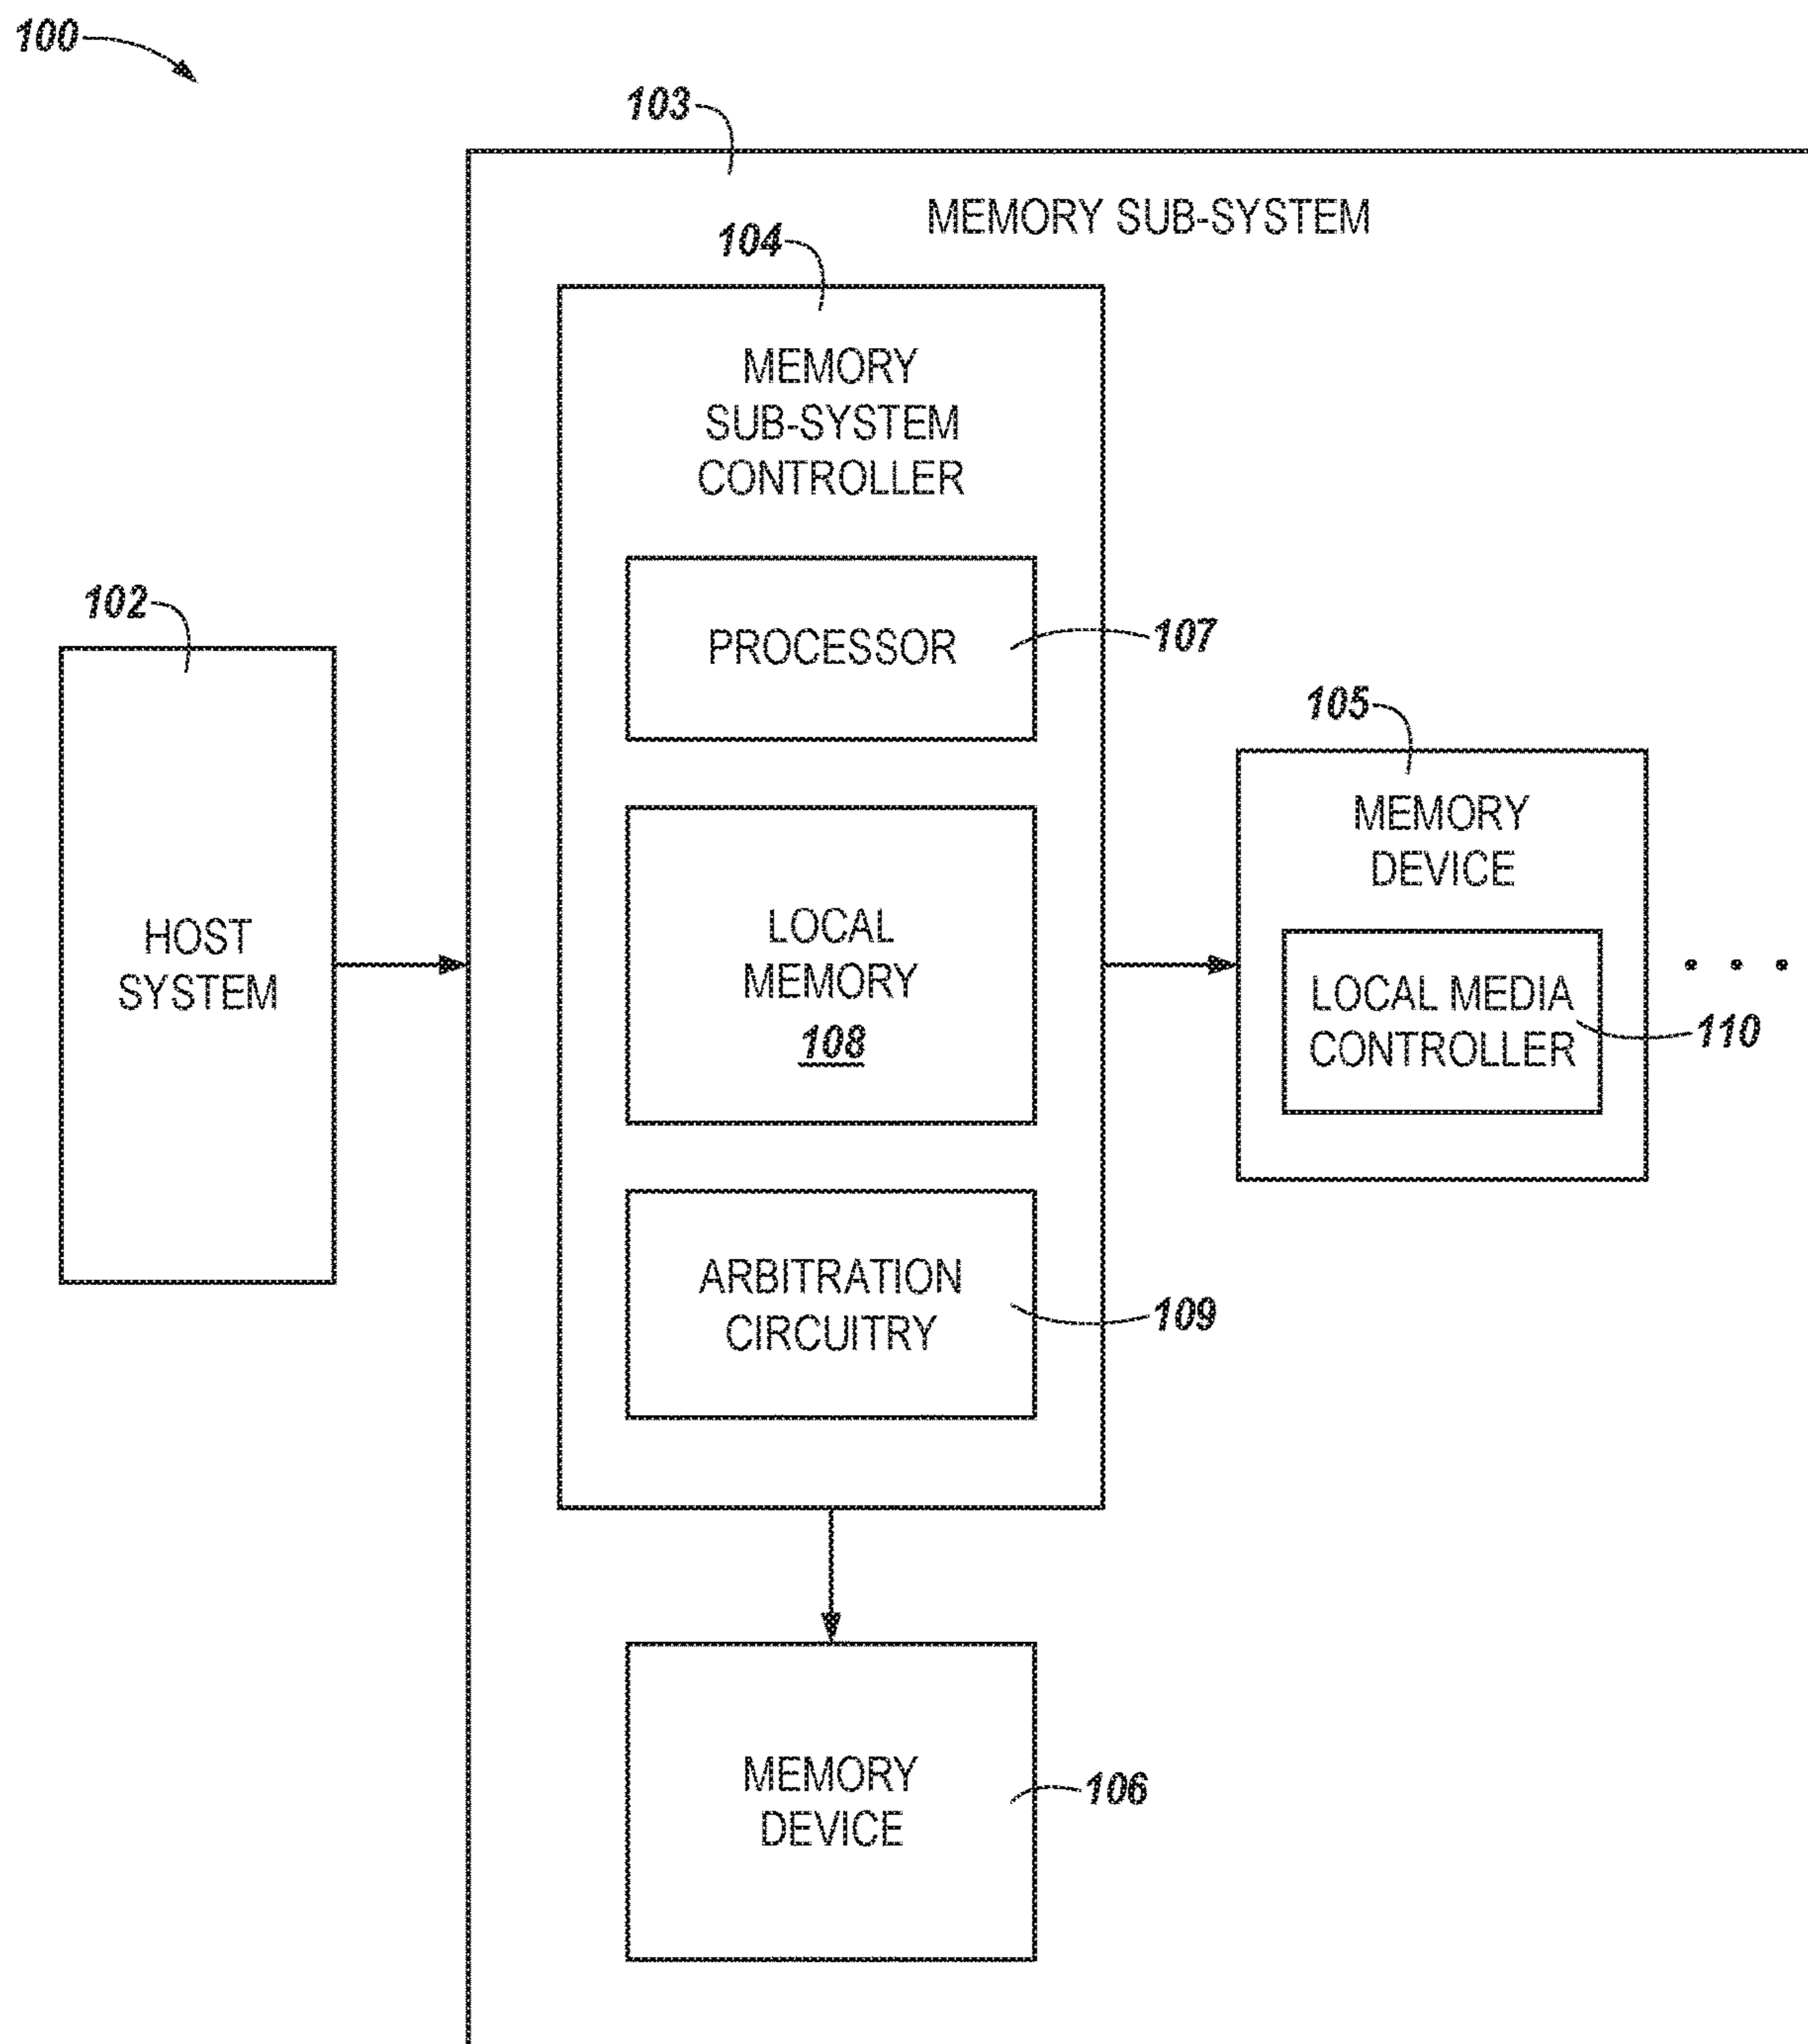 100
103
MEMORY SUB-SYSTEM
104
MEMORY
SUB-SYSTEM
CONTROLLER
102
HOST
SYSTEM
PROCESSOR
107
LOCAL
MEMORY
108
ARBITRATION
CIRCUITRY
109
105
MEMORY
DEVICE
LOCAL MEDIA
CONTROLLER
110
• • •
MEMORY
DEVICE
106